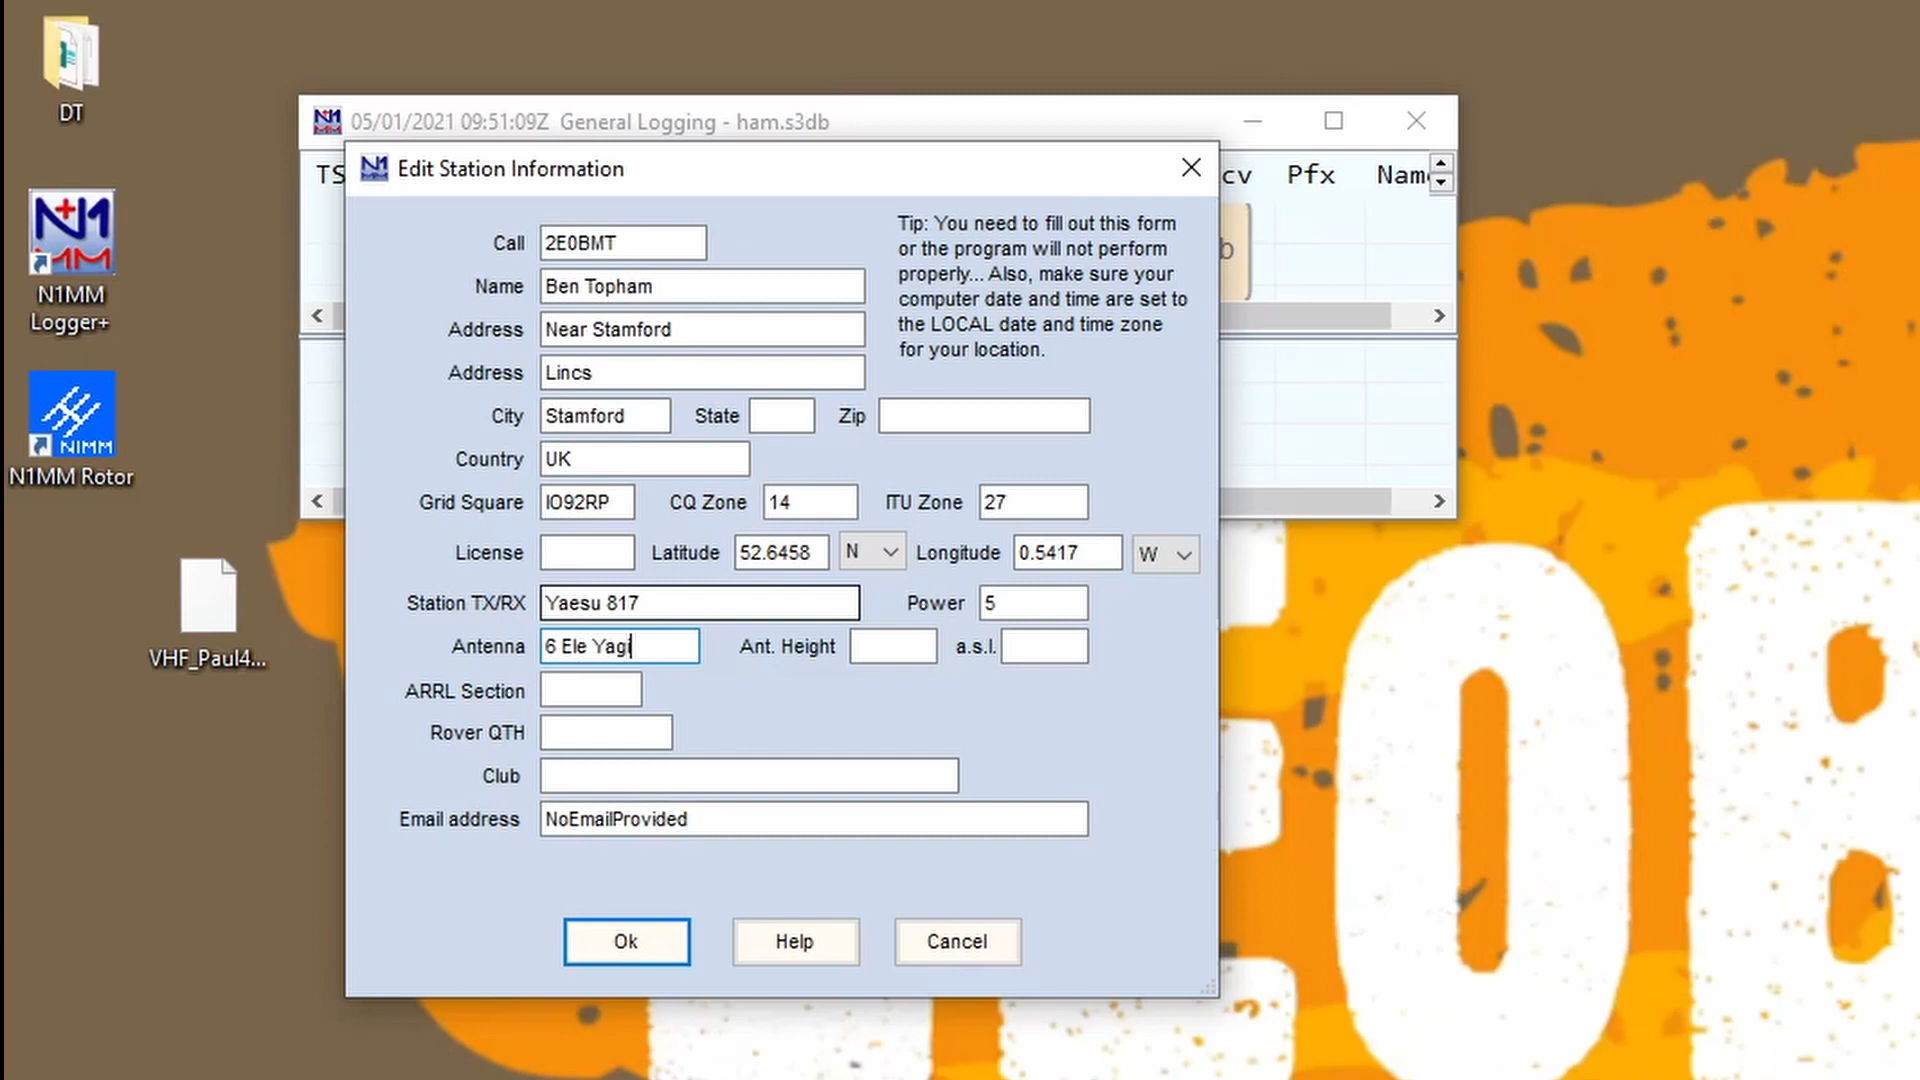 DT
N1MM
Logger+
NIMM
N1MM Rotor
VHF_Paul4...
05/01/2021 09:51:09Z General Logging - ham.s3db
TS
cv Pfx Nam
b
Edit Station Information
Tip: You need to fill out this form
or the program will not perform
properly... Also, make sure your
computer date and time are set to
the LOCAL date and time zone
for your location.
Call 2E0BMT
Name Ben Topham
Address Near Stamford
Address Lincs
City Stamford State Zip
Country UK
Grid Square IO92RP CQ Zone 14 ITU Zone 27
License Latitude 52.6458 N Longitude 0.5417 W
Station TX/RX Yaesu 817 Power 5
Antenna 6 Ele Yagi Ant. Height a.s.l.
ARRL Section
Rover QTH
Club
Email address NoEmailProvided
Ok Help Cancel